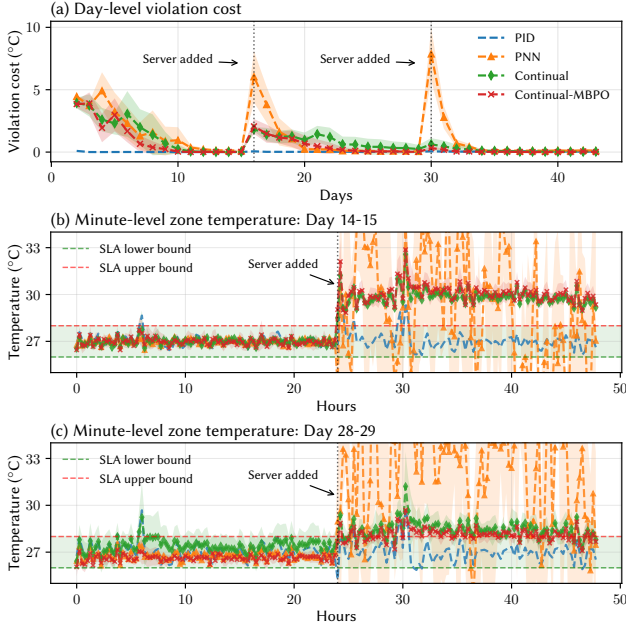 (a) Day-level violation cost
Violation cost (°C)
10
5
0
Server added
Server added
PID
PNN
Continual
Continual-MBPO
0
10
20
30
40
Days
(b) Minute-level zone temperature: Day 14-15
Temperature (°C)
33
30
27
SLA lower bound
SLA upper bound
Server added
0
10
20
30
40
50
Hours
(c) Minute-level zone temperature: Day 28-29
Temperature (°C)
33
30
27
SLA lower bound
SLA upper bound
Server added
0
10
20
30
40
50
Hours